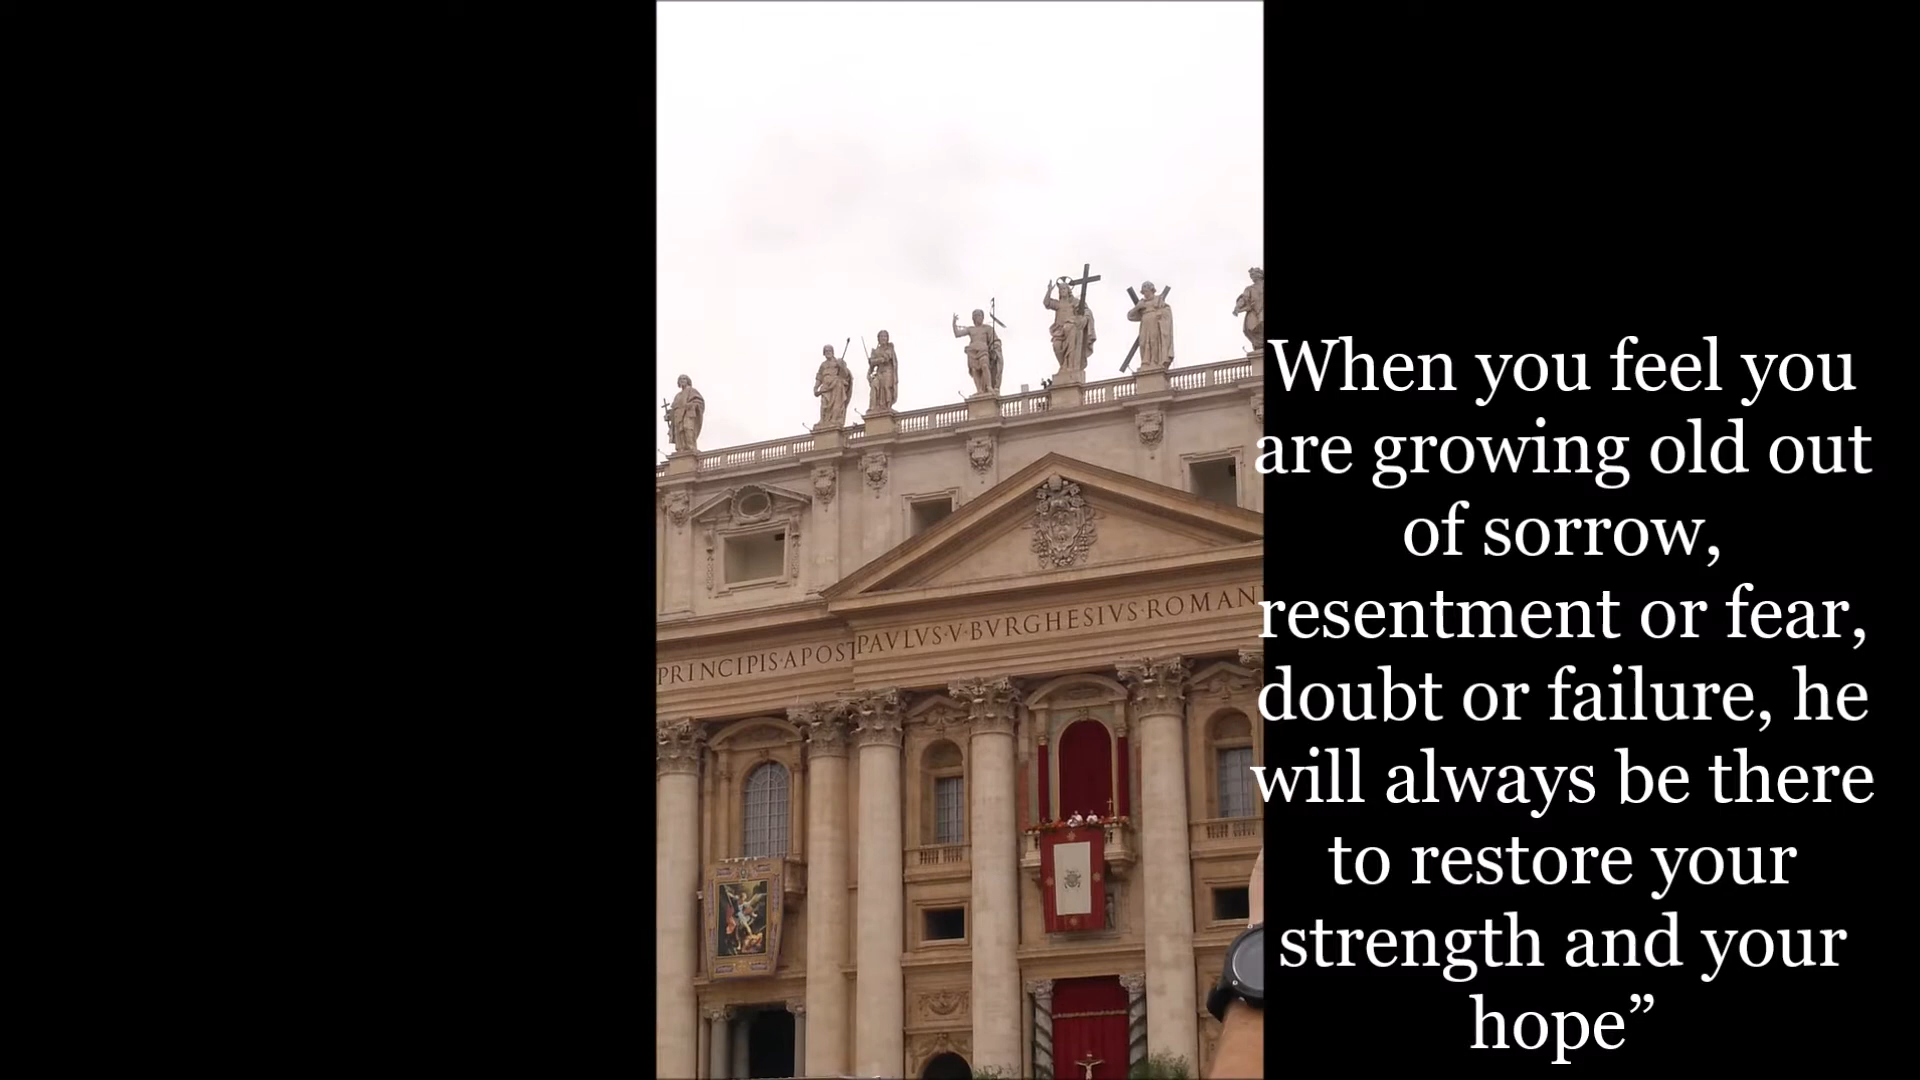 PRINCIPIS·APOST PAVLVS·V·BVRGHESIVS·ROMAN
When you feel you
are growing old out
of sorrow,
resentment or fear,
doubt or failure, he
will always be there
to restore your
strength and your
hope”